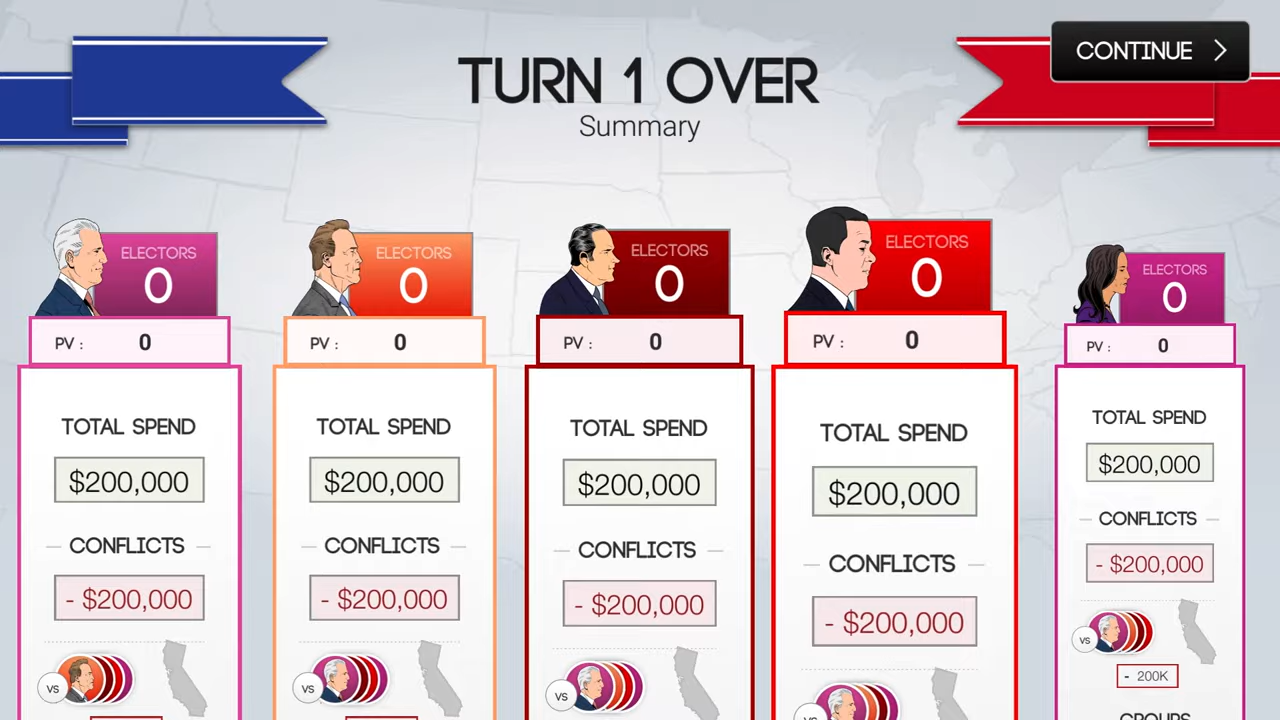 CONTINUE
TURN 1 OVER
Summary
ELECTORS
0
PV : 0
TOTAL SPEND
$200,000
CONFLICTS
- $200,000
VS
ELECTORS
0
PV : 0
TOTAL SPEND
$200,000
CONFLICTS
- $200,000
VS
ELECTORS
0
PV : 0
TOTAL SPEND
$200,000
CONFLICTS
- $200,000
VS
ELECTORS
0
PV : 0
TOTAL SPEND
$200,000
CONFLICTS
- $200,000
VS
ELECTORS
0
PV : 0
TOTAL SPEND
$200,000
CONFLICTS
- $200,000
VS
- 200K
GROUPS